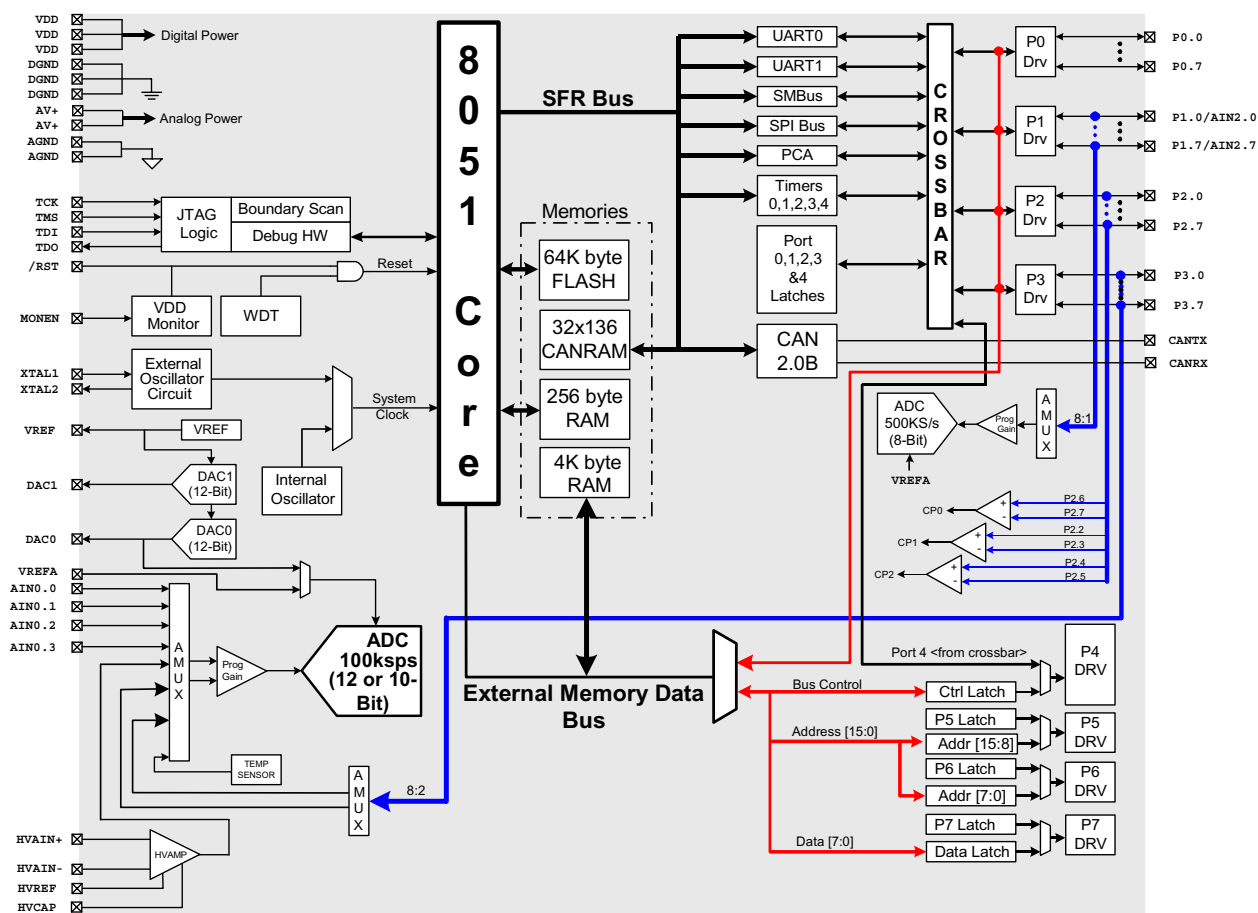 VDD
VDD
VDD
Digital Power
DGND
DGND
DGND
AV+
AV+
Analog Power
AGND
AGND
TCK
TMS
TDI
TDO
JTAG
Logic
Boundary Scan
Debug HW
/RST
Reset
MONEN
VDD
Monitor
WDT
XTAL1
XTAL2
External
Oscillator
Circuit
System
Clock
VREF
VREF
Internal
Oscillator
DAC1
DAC1
(12-Bit)
DAC0
DAC0
(12-Bit)
VREFA
AIN0.0
AIN0.1
AIN0.2
AIN0.3
A
M
U
X
Prog
Gain
ADC
100ksps
(12 or 10-
Bit)
TEMP
SENSOR
A
M
U
X
8:2
HVAIN+
HVAIN-
HVREF
HVCAP
HVAMP
8
0
5
1
C
o
r
e
SFR Bus
Memories
64K byte
FLASH
32x136
CANRAM
256 byte
RAM
4K byte
RAM
External Memory Data
Bus
UART0
UART1
SMBus
SPI Bus
PCA
Timers
0,1,2,3,4
Port
0,1,2,3
&4
Latches
CAN
2.0B
C
R
O
S
S
B
A
R
P0
Drv
P1
Drv
P2
Drv
P3
Drv
P0.0
P0.7
P1.0/AIN2.0
P1.7/AIN2.7
P2.0
P2.7
P3.0
P3.7
CANTX
CANRX
ADC
500KS/s
(8-Bit)
VREFA
Prog
Gain
A
M
U
X
8:1
CP0
+
-
P2.6
P2.7
CP1
+
-
P2.2
P2.3
CP2
+
-
P2.4
P2.5
Port 4 <from crossbar>
Bus Control
Ctrl Latch
P4
DRV
Address [15:0]
P5 Latch
Addr [15:8]
P5
DRV
P6 Latch
Addr [7:0]
P6
DRV
Data [7:0]
P7 Latch
Data Latch
P7
DRV